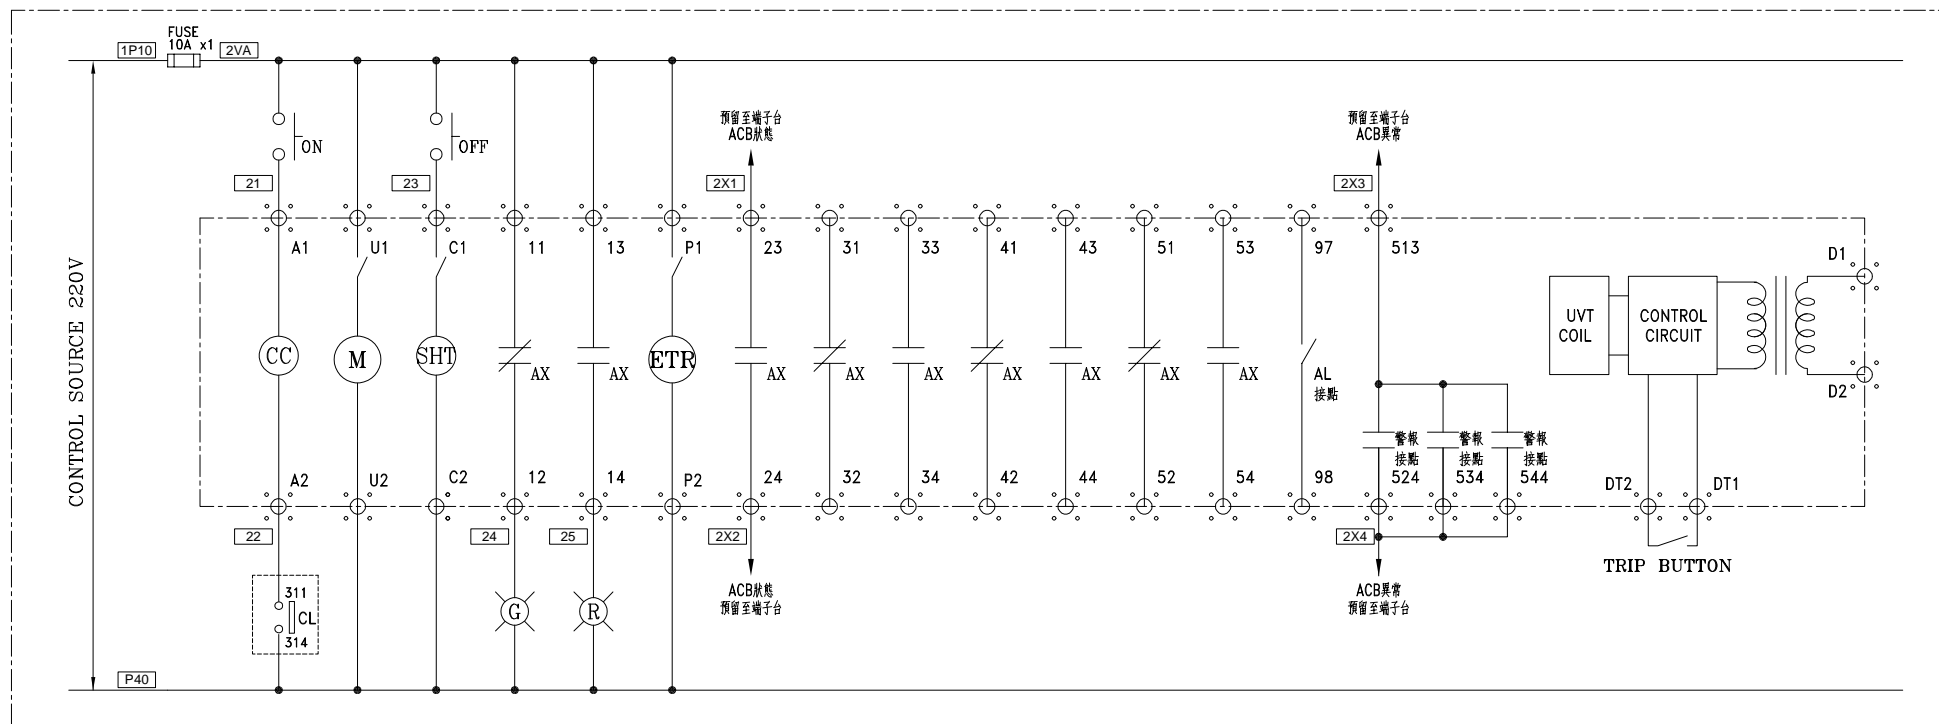 FUSE
10A x1
1P10
2VA
預留至端子台
ACB狀態
預留至端子台
ACB異常
ON
OFF
21
23
2X1
2X3
A1
U1
C1
11
13
P1
23
31
33
41
43
51
53
97
513
D1
CONTROL SOURCE 220V
UVT
COIL
CONTROL
CIRCUIT
CC
M
SHT
AX
AX
ETR
AX
AX
AX
AX
AX
AX
AX
AL
接點
D2
警報
接點
警報
接點
警報
接點
A2
U2
C2
12
14
P2
24
32
34
42
44
52
54
98
524
534
544
DT2
DT1
22
24
25
2X2
2X4
TRIP BUTTON
ACB狀態
預留至端子台
ACB異常
預留至端子台
311
CL
314
G
R
P40